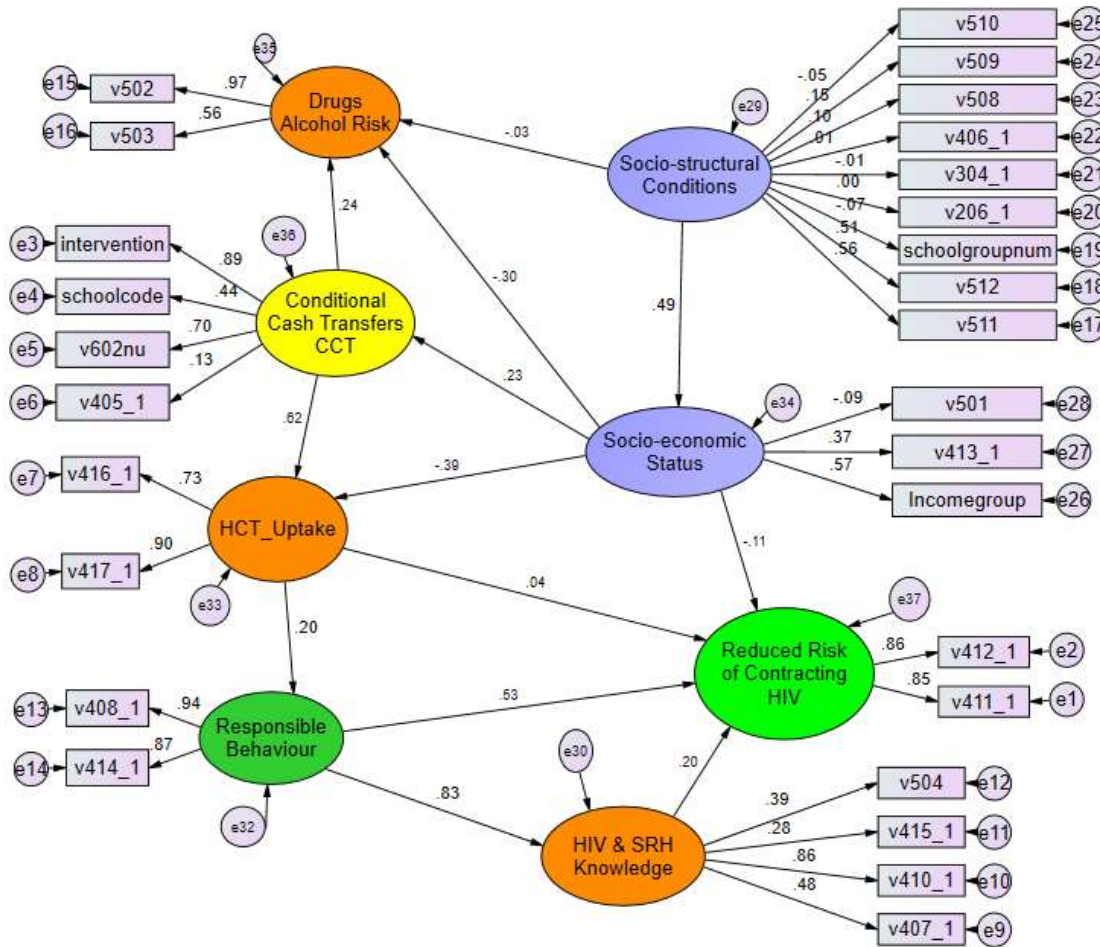 e35
e15
v502
.97
e16
v503
.56
Drugs
Alcohol Risk
-.03
e29
Socio-structural
Conditions
v510
e25
v509
e24
v508
e23
v406_1
e22
v304_1
e21
v206_1
e20
schoolgroupnum
e19
v512
e18
v511
e17
-.05
.15
.10
.01
-.01
.00
-.07
.51
.56
.24
-.30
.49
e36
e3
intervention
.89
e4
schoolcode
.44
e5
v602nu
.70
e6
v405_1
.13
Conditional
Cash Transfers
CCT
.23
.62
e34
Socio-economic
Status
-.09
v501
e28
.37
v413_1
e27
.57
Incomegroup
e26
-.39
-.11
e7
v416_1
.73
e8
v417_1
.90
HCT_Uptake
e33
.04
.20
e37
Reduced Risk
of Contracting
HIV
.86
v412_1
e2
.85
v411_1
e1
e13
v408_1
.94
e14
v414_1
.87
Responsible
Behaviour
e32
.53
.83
.20
e30
HIV & SRH
Knowledge
.39
v504
e12
.28
v415_1
e11
.86
v410_1
e10
.48
v407_1
e9